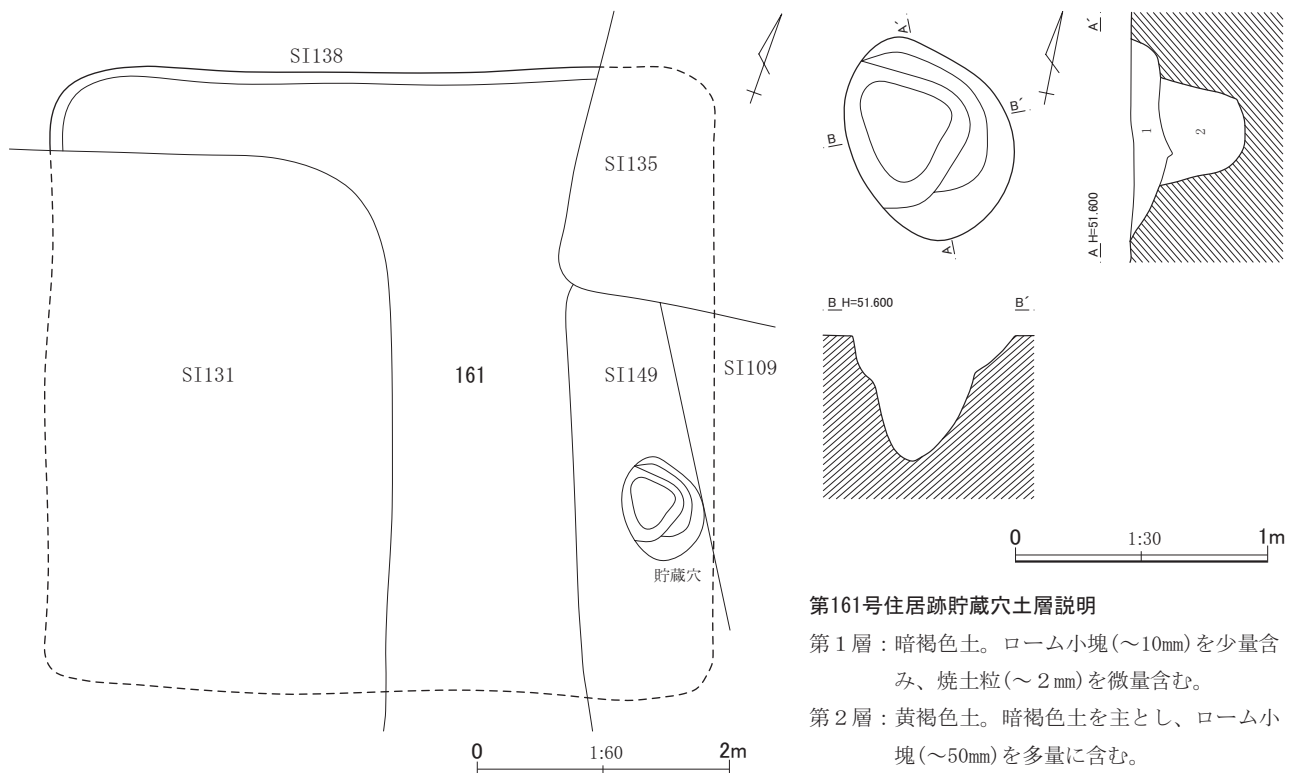 SI138
SI135
SI131
161
SI149
SI109
貯蔵穴
0 1:60 2m
A′
B B′
A
A′
1 2
A H=51.600
B H=51.600 B′
0 1:30 1m
第161号住居跡貯蔵穴土層説明
第１層：暗褐色土。ローム小塊(～10㎜)を少量含
み、焼土粒(～２㎜)を微量含む。
第２層：黄褐色土。暗褐色土を主とし、ローム小
塊(～50㎜)を多量に含む。